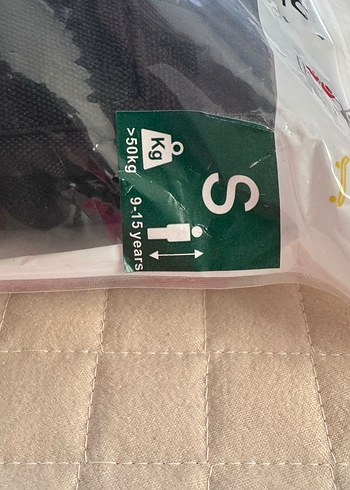 S
Kg
>50kg
9-15 years